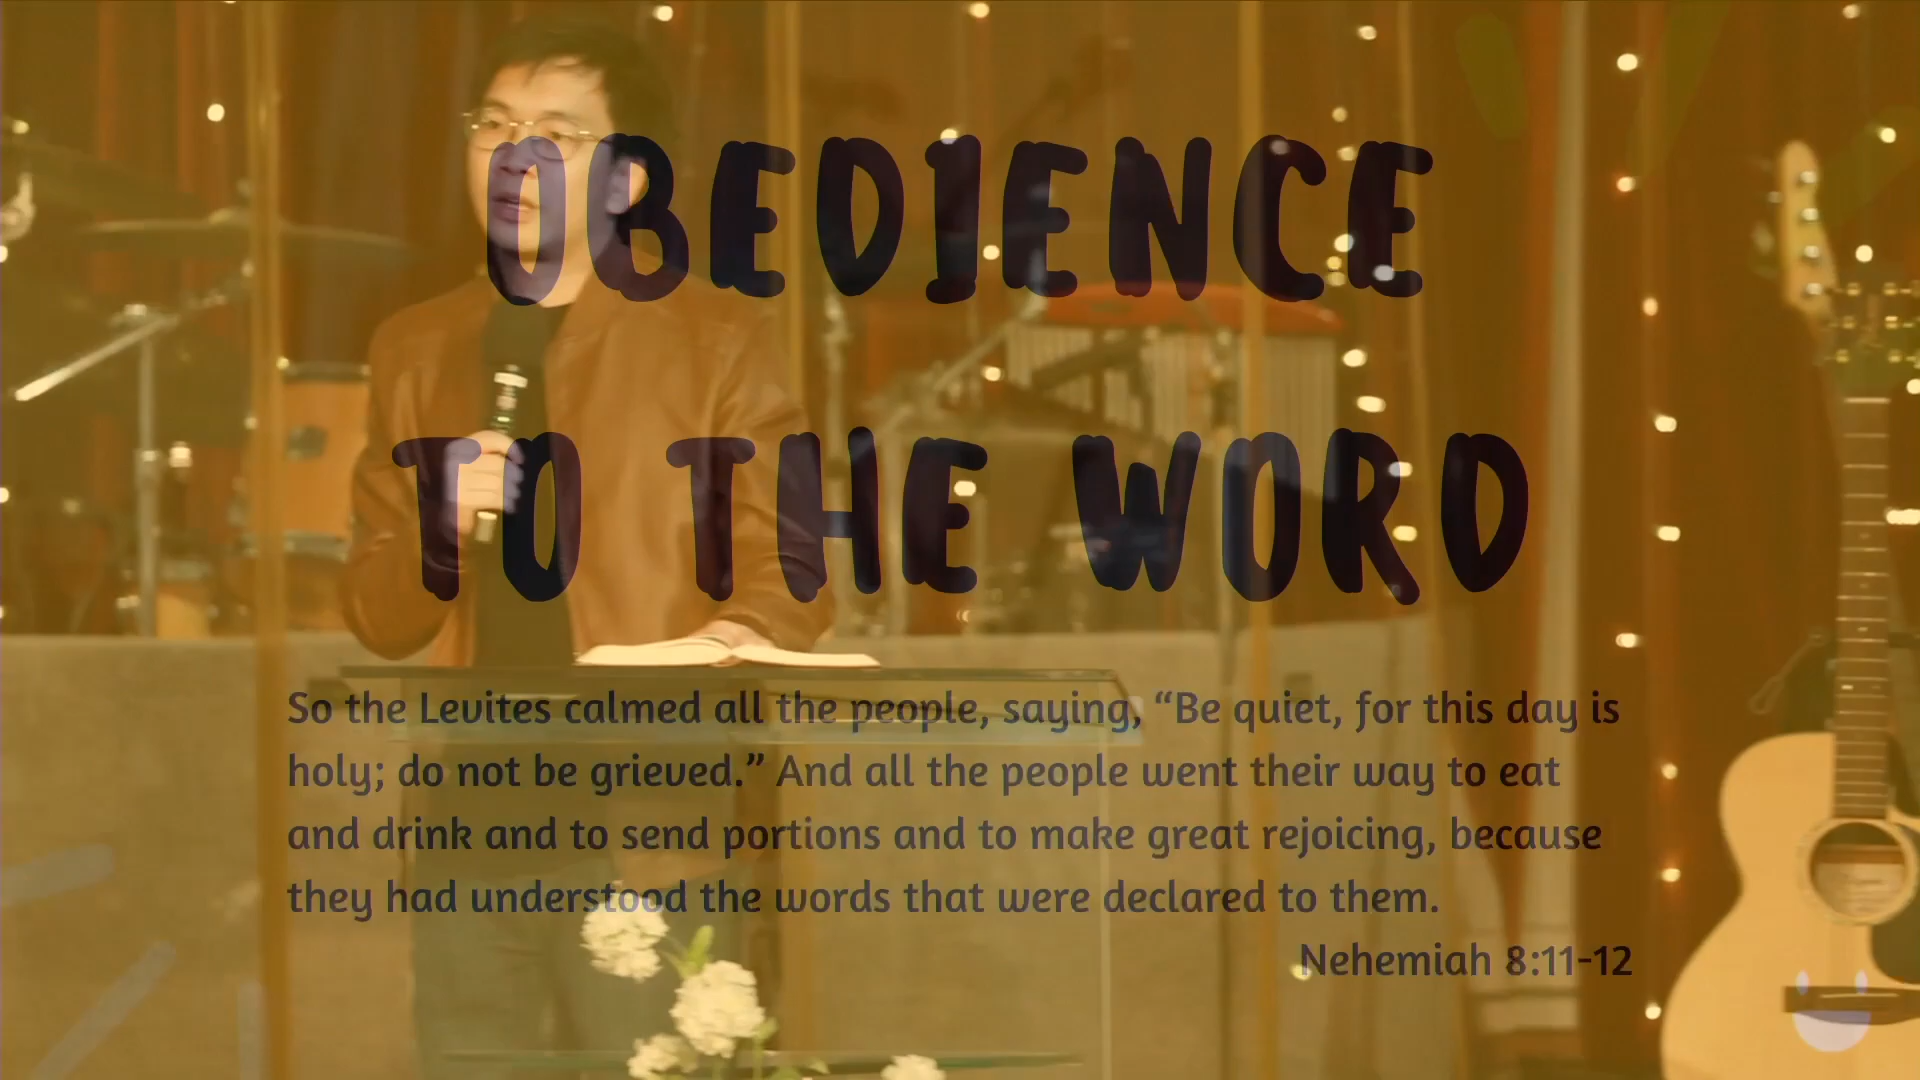 OBEDIENCE
TO THE WORD
So the Levites calmed all the people, saying, “Be quiet, for this day is
holy; do not be grieved.” And all the people went their way to eat
and drink and to send portions and to make great rejoicing, because
they had understood the words that were declared to them.
Nehemiah 8:11-12